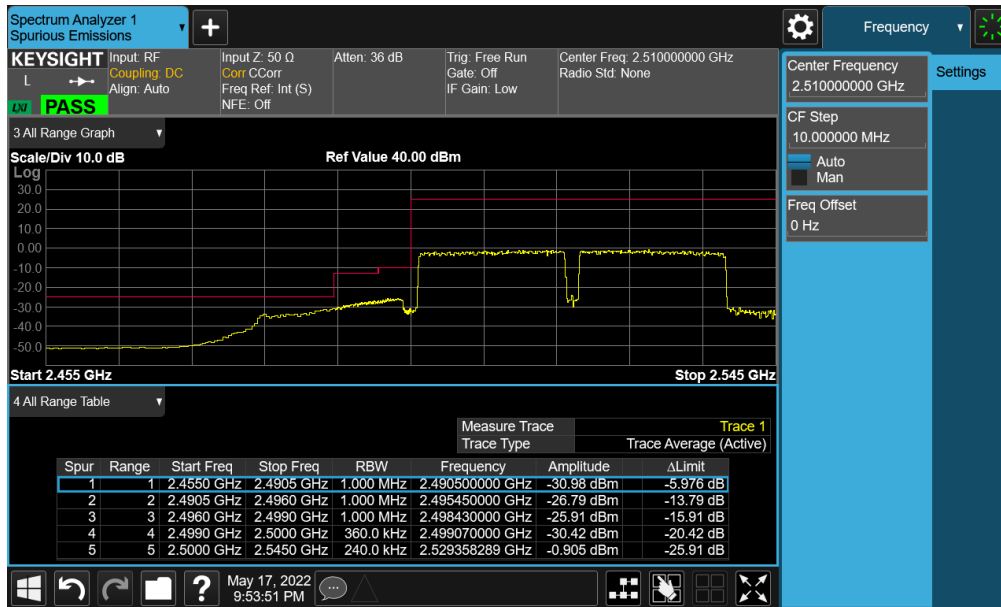 Spectrum Analyzer 1
Spurious Emissions
+
Frequency
KEYSIGHT
L
LXI
PASS
Input: RF
Coupling: DC
Align: Auto
Input Z: 50 Ω
Corr CCorr
Freq Ref: Int (S)
NFE: Off
Atten: 36 dB
Trig: Free Run
Gate: Off
IF Gain: Low
Center Freq: 2.510000000 GHz
Radio Std: None
Center Frequency
2.510000000 GHz
Settings
CF Step
10.000000 MHz
Auto
Man
Freq Offset
0 Hz
3 All Range Graph
Scale/Div 10.0 dB Ref Value 40.00 dBm
Log
30.0
20.0
10.0
0.00
-10.0
-20.0
-30.0
-40.0
-50.0
Start 2.455 GHz Stop 2.545 GHz
4 All Range Table
Measure Trace Trace 1
Trace Type Trace Average (Active)
Spur Range Start Freq Stop Freq RBW Frequency Amplitude ΔLimit
1 1 2.4550 GHz 2.4905 GHz 1.000 MHz 2.490500000 GHz -30.98 dBm -5.976 dB
2 2 2.4905 GHz 2.4960 GHz 1.000 MHz 2.495450000 GHz -26.79 dBm -13.79 dB
3 3 2.4960 GHz 2.4990 GHz 1.000 MHz 2.498430000 GHz -25.91 dBm -15.91 dB
4 4 2.4990 GHz 2.5000 GHz 360.0 kHz 2.499070000 GHz -30.42 dBm -20.42 dB
5 5 2.5000 GHz 2.5450 GHz 240.0 kHz 2.529358289 GHz -0.905 dBm -25.91 dB
?
May 17, 2022
9:53:51 PM